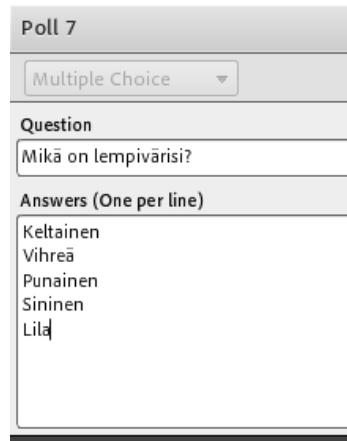 Poll 7
Multiple Choice
Question
Mikä on lempivärisi?
Answers (One per line)
Keltainen
Vihreä
Punainen
Sininen
Lila